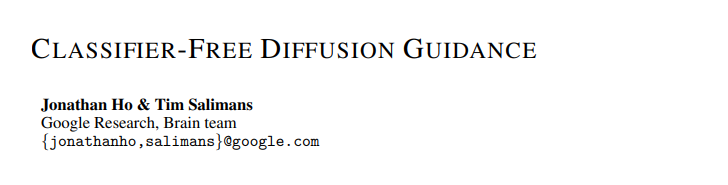 CLASSIFIER-FREE DIFFUSION GUIDANCE
Jonathan Ho & Tim Salimans
Google Research, Brain team
{jonathanho,salimans}@google.com